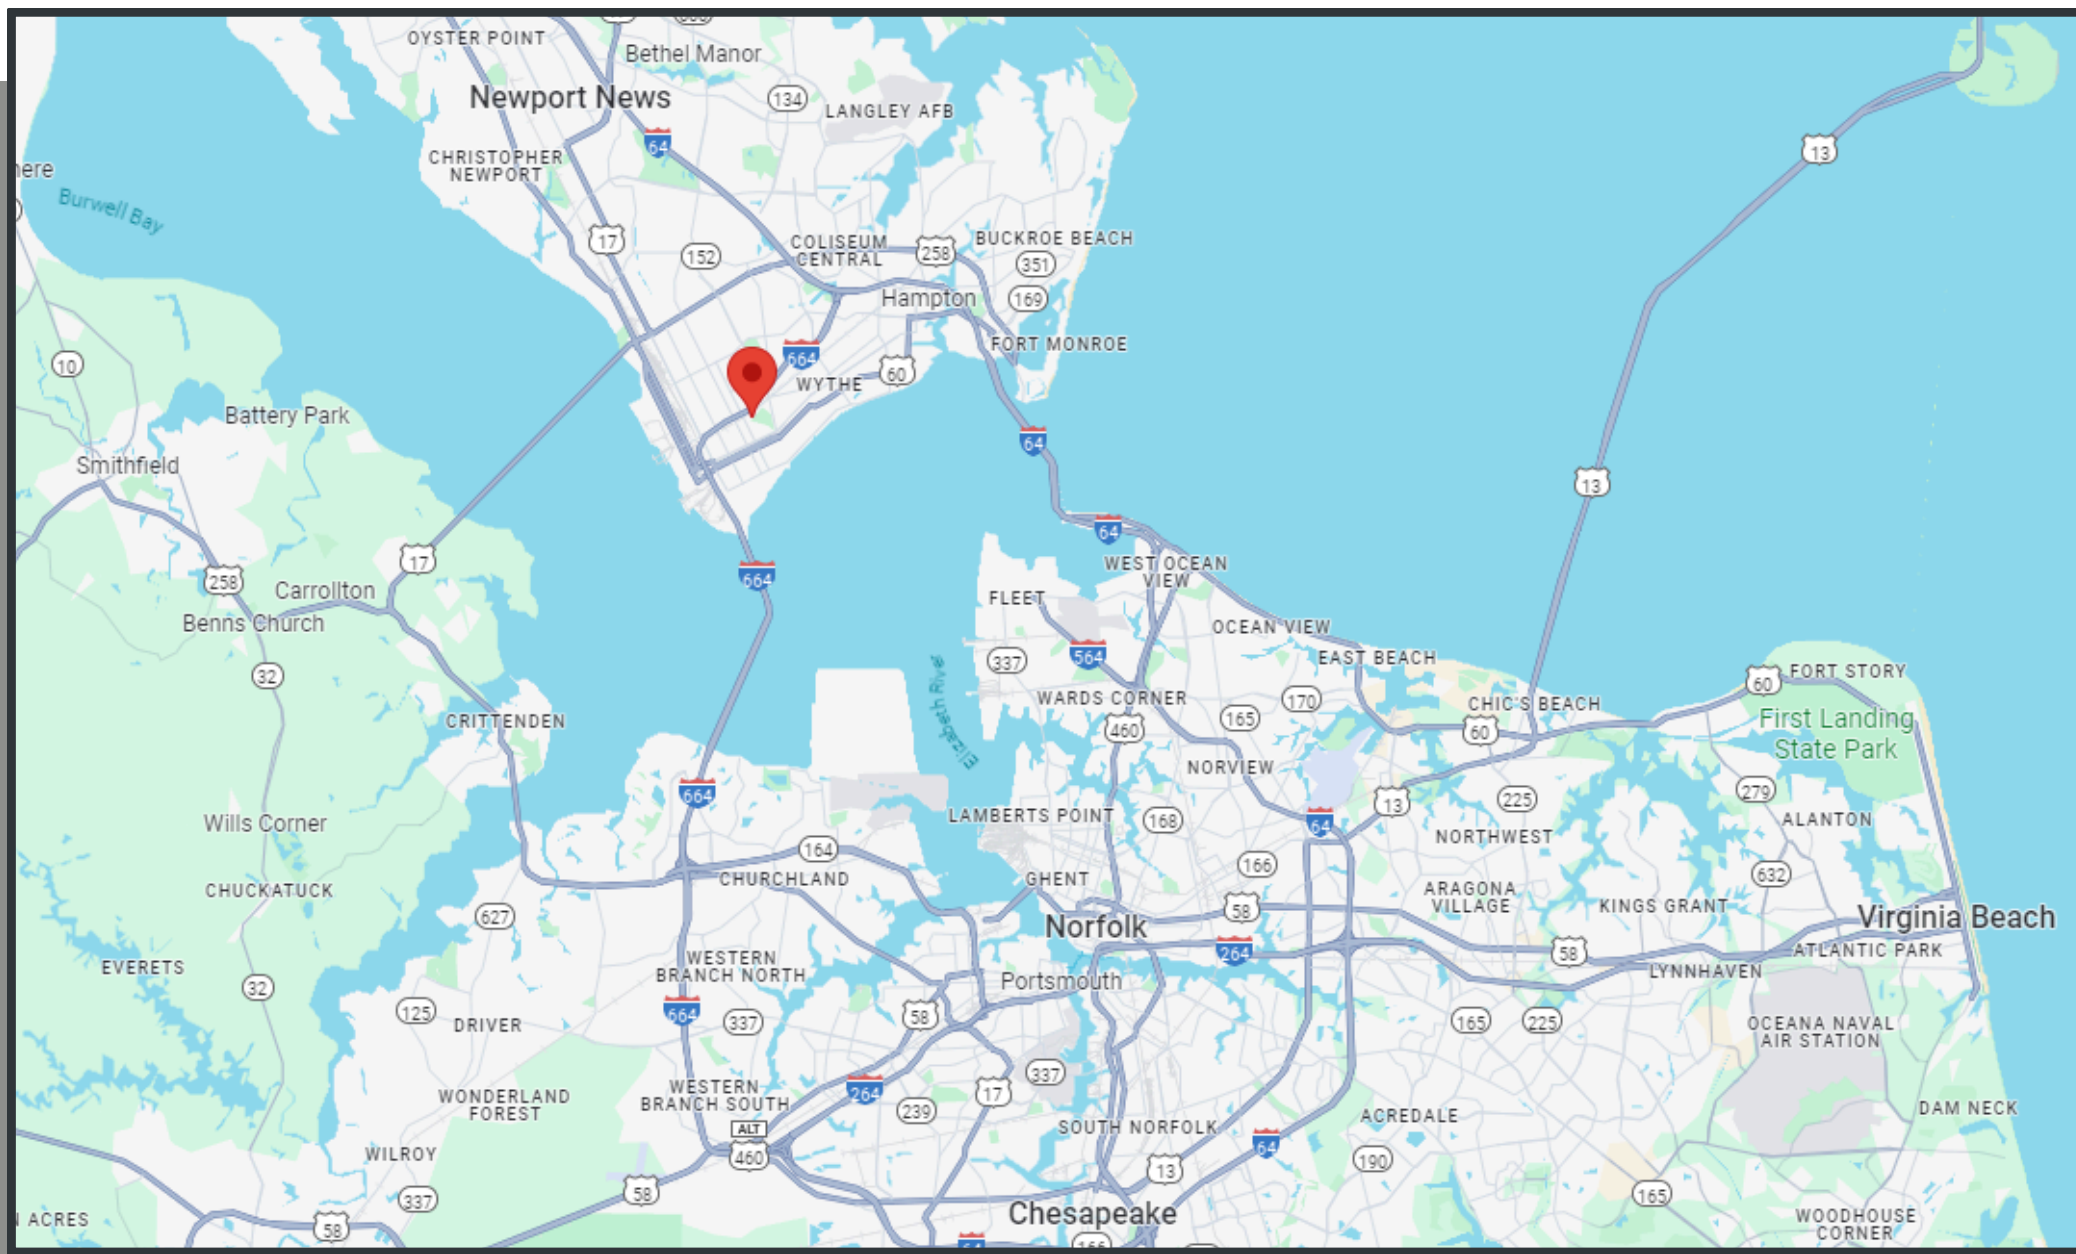 OYSTER POINT
Bethel Manor
Newport News
134
LANGLEY AFB
64
13
CHRISTOPHER
NEWPORT
Burwell Bay
17
152
COLISEUM
CENTRAL
258
BUCKROE BEACH
351
Hampton
169
FORT MONROE
10
664
WYTHE
60
Battery Park
64
Smithfield
13
64
17
258
Carrollton
664
WEST OCEAN
VIEW
FLEET
Benns Church
OCEAN VIEW
337
564
EAST BEACH
32
Elizabeth River
WARDS CORNER
170
60
FORT STORY
CRITTENDEN
460
165
60
CHIC'S BEACH
First Landing
State Park
NORVIEW
664
13
225
279
Wills Corner
LAMBERTS POINT
168
64
NORTHWEST
ALANTON
164
CHURCHLAND
GHENT
166
632
CHUCKATUCK
627
58
ARAGONA
VILLAGE
KINGS GRANT
Norfolk
Virginia Beach
264
58
ATLANTIC PARK
EVERETS
WESTERN
BRANCH NORTH
Portsmouth
LYNNHAVEN
32
125
DRIVER
664
337
58
165
225
OCEANA NAVAL
AIR STATION
337
WONDERLAND
FOREST
WESTERN
BRANCH SOUTH
264
239
17
ACREDALE
DAM NECK
ALT
460
SOUTH NORFOLK
64
WILROY
13
190
337
58
165
ACRES
58
Chesapeake
WOODHOUSE
CORNER
64